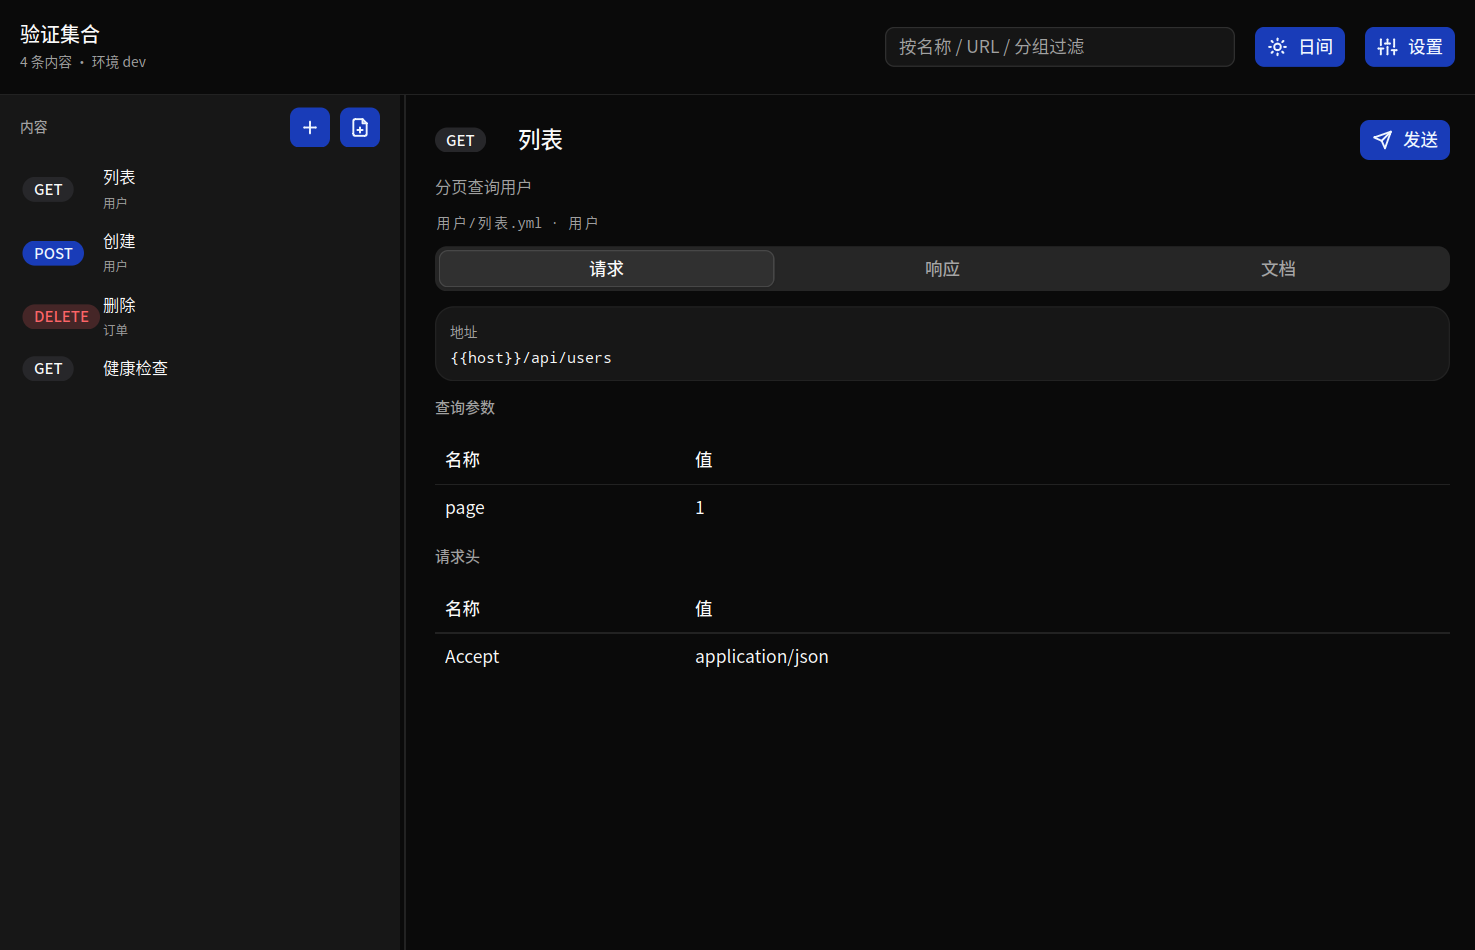 验证集合
4 条内容 • 环境 dev
按名称 / URL / 分组过滤
日间
设置
内容
GET 列表
用户
POST 创建
用户
DELETE 删除
订单
GET 健康检查
GET 列表
发送
分页查询用户
用户/列表.yml · 用户
请求 响应 文档
地址
{{host}}/api/users
查询参数
名称 值
page 1
请求头
名称 值
Accept application/json